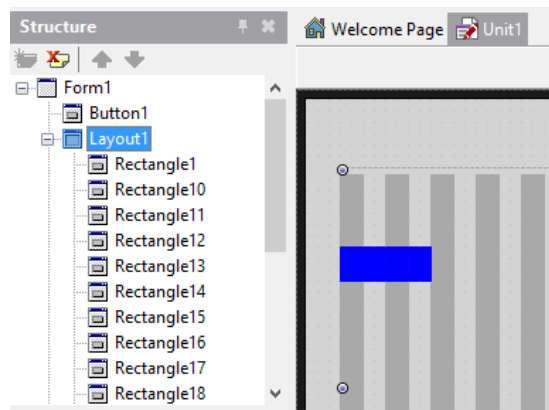 Structure
Welcome Page Unit1
Form1
Button1
Layout1
Rectangle1
Rectangle10
Rectangle11
Rectangle12
Rectangle13
Rectangle14
Rectangle15
Rectangle16
Rectangle17
Rectangle18